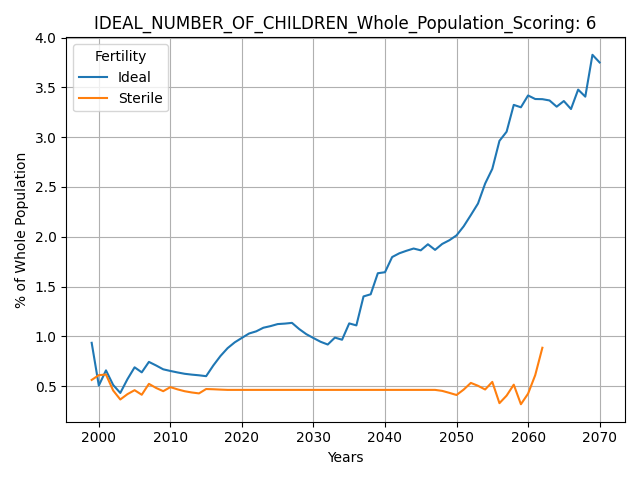 IDEAL_NUMBER_OF_CHILDREN_Whole_Population_Scoring: 6
4.0
3.5
3.0
2.5
2.0
1.5
1.0
0.5
% of Whole Population
Fertility
Ideal
Sterile
2000 2010 2020 2030 2040 2050 2060 2070
Years